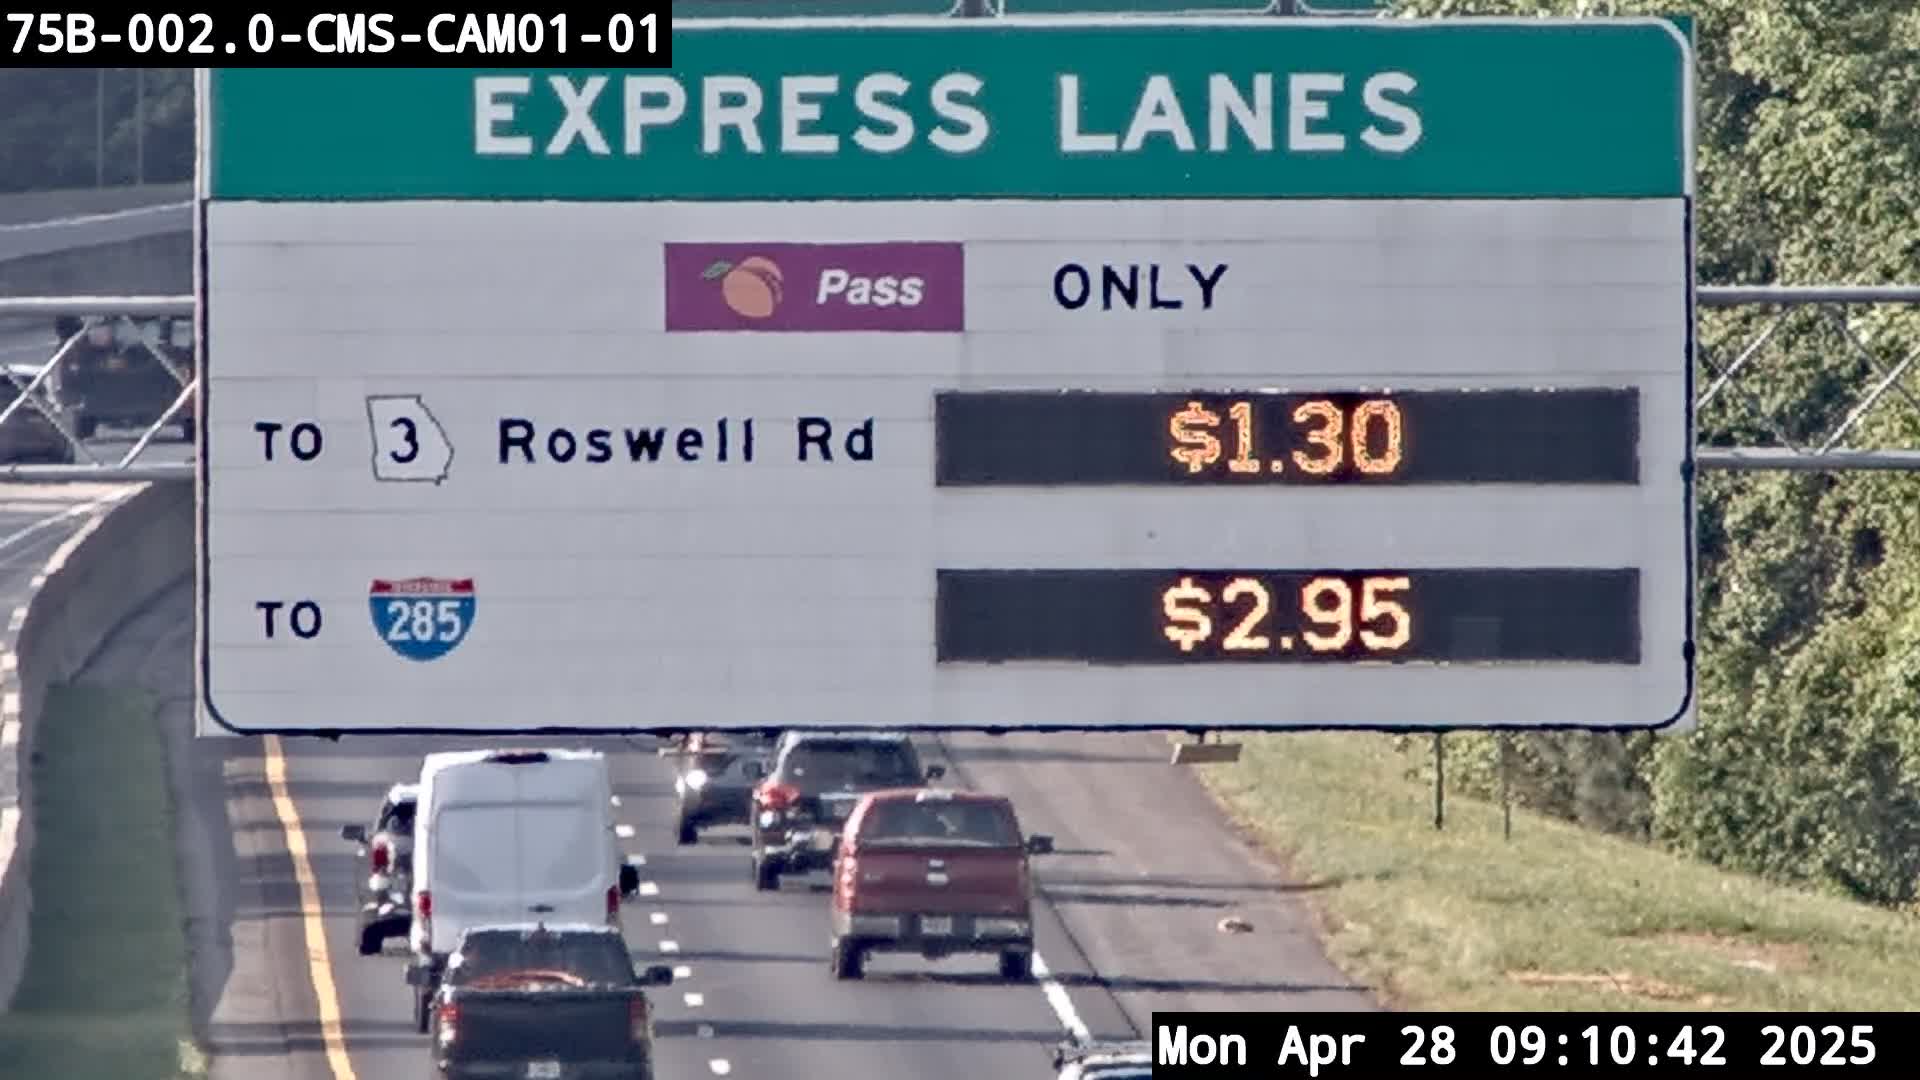 75B-002.0-CMS-CAM01-01
EXPRESS LANES
Pass ONLY
TO 3 Roswell Rd $1.30
TO 285 $2.95
Mon Apr 28 09:10:42 2025